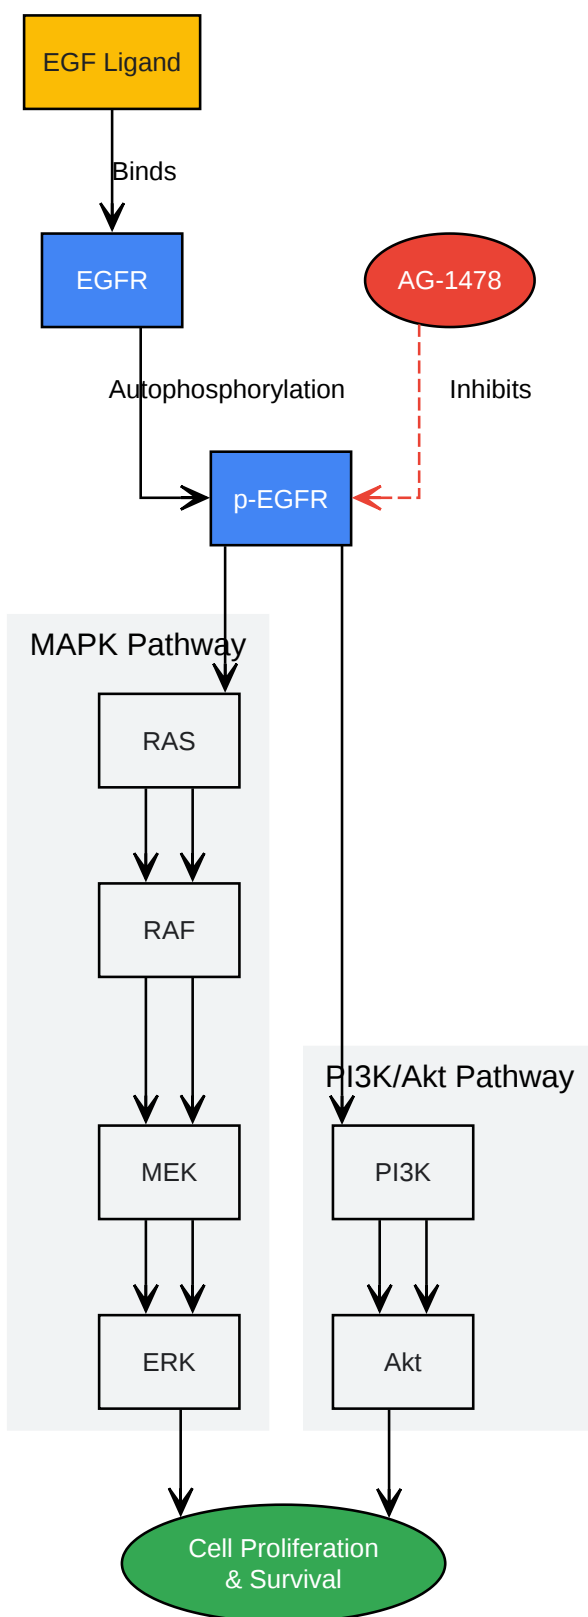 EGF Ligand
Binds
EGFR
AG-1478
Autophosphorylation
Inhibits
p-EGFR
MAPK Pathway
RAS
RAF
PI3K/Akt Pathway
MEK
PI3K
ERK
Akt
Cell Proliferation
& Survival